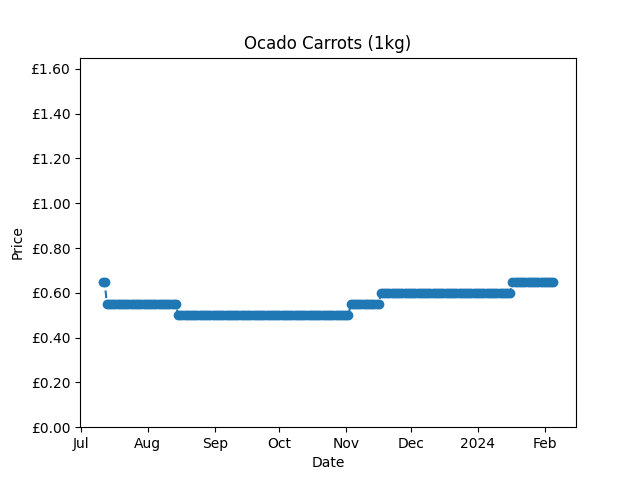 Ocado Carrots (1kg)
£1.60
£1.40
£1.20
£1.00
£0.80
£0.60
£0.40
£0.20
£0.00
Price
Jul Aug Sep Oct Nov Dec 2024 Feb
Date